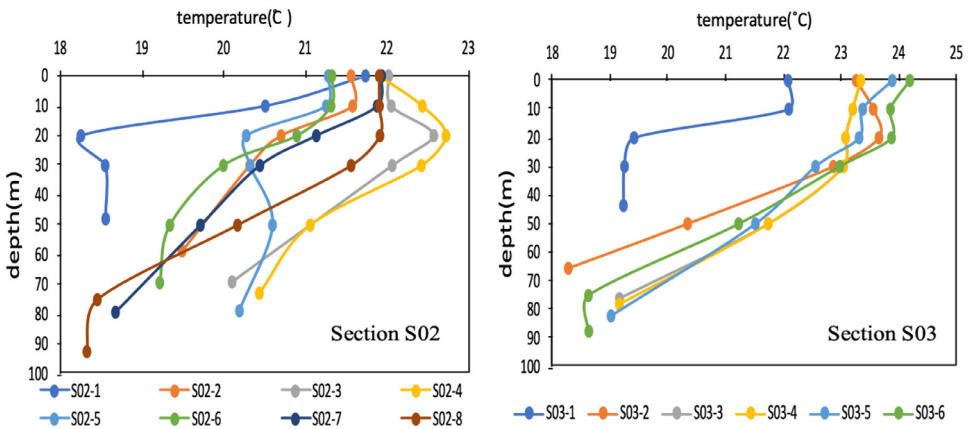 temperature(℃)
18 19 20 21 22 23
0
10
20
30
40
50
60
70
80
90
100
depth(m)
Section S02
S02-1 S02-2 S02-3 S02-4
S02-5 S02-6 S02-7 S02-8
temperature(˚C)
18 19 20 21 22 23 24 25
0
10
20
30
40
50
60
70
80
90
100
depth(m)
Section S03
S03-1 S03-2 S03-3 S03-4 S03-5 S03-6